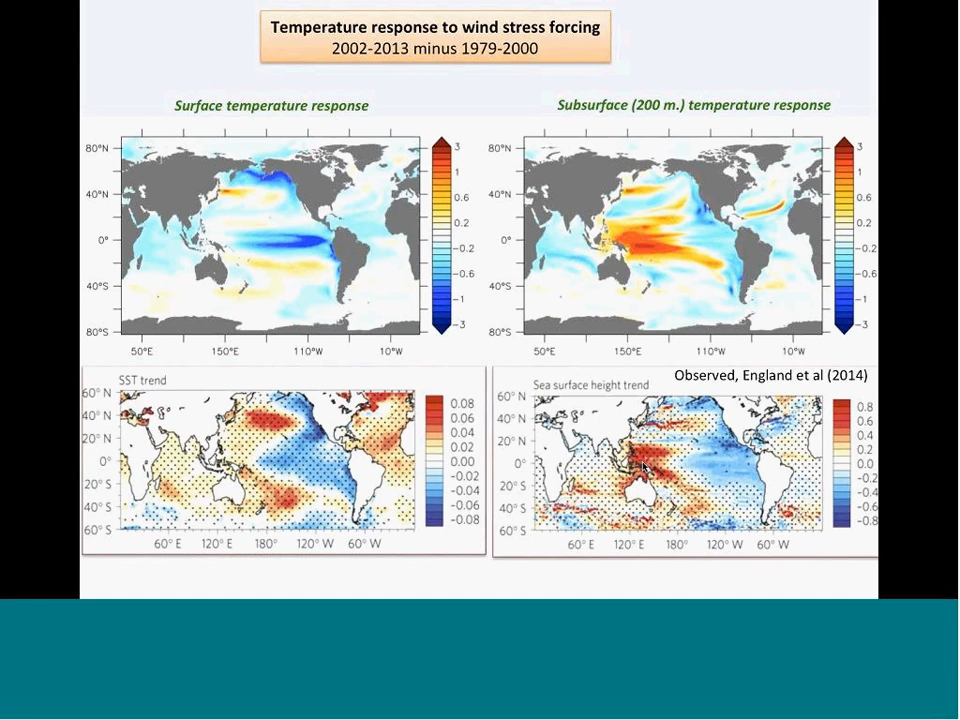 Temperature response to wind stress forcing
2002-2013 minus 1979-2000
Surface temperature response
Subsurface (200 m.) temperature response
80°N
40°N
0°
40°S
80°S
50°E 150°E 110°W 10°W
3
1
0.6
0.2
-0.2
-0.6
-1
-3
80°N
40°N
0°
40°S
80°S
50°E 150°E 110°W 10°W
3
1
0.6
0.2
-0.2
-0.6
-1
-3
SST trend
60° N
40° N
20° N
0°
20° S
40° S
60° S
60° E 120° E 180° 120° W 60° W
0.08
0.06
0.04
0.02
0.00
-0.02
-0.04
-0.06
-0.08
Observed, England et al (2014)
Sea surface height trend
60° N
40° N
20° N
0°
20° S
40° S
60° S
60° E 120° E 180° 120° W 60° W
0.8
0.6
0.4
0.2
0.0
-0.2
-0.4
-0.6
-0.8